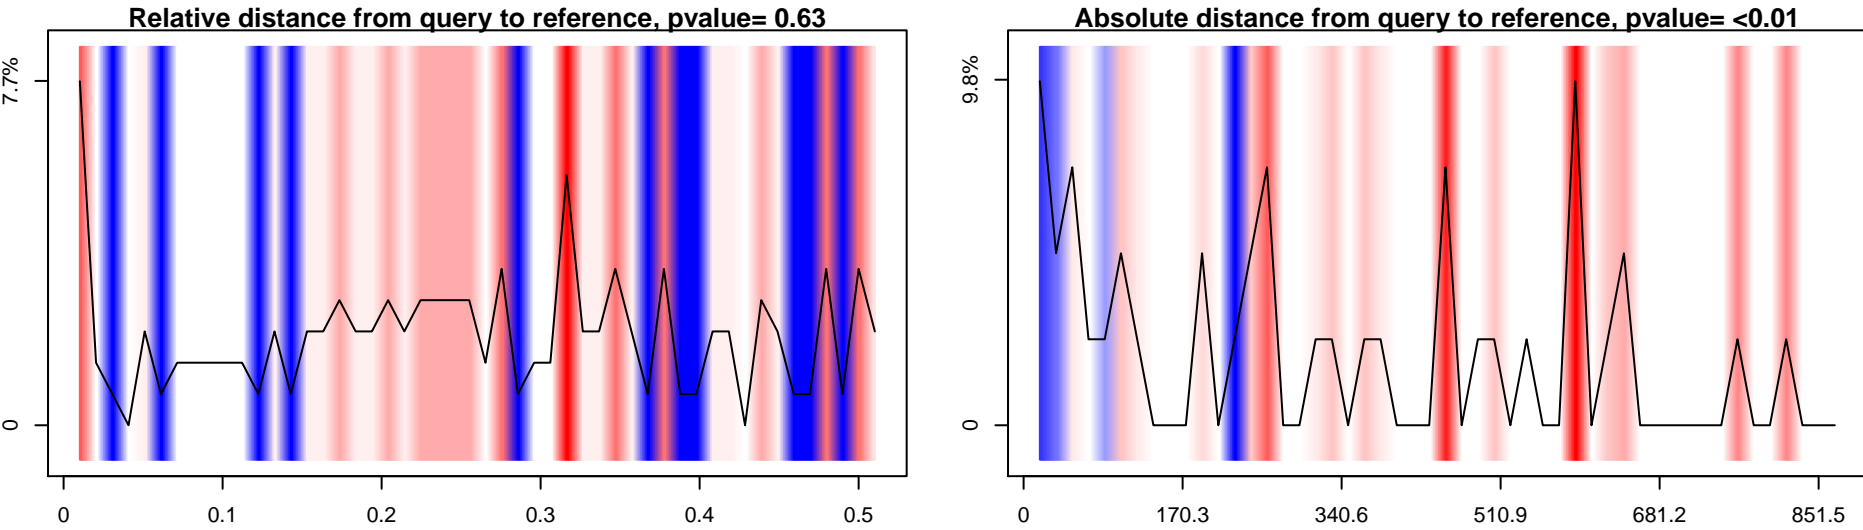 Relative distance from query to reference, pvalue= 0.63
7.7%
0
0 0.1 0.2 0.3 0.4 0.5
Absolute distance from query to reference, pvalue= <0.01
9.8%
0
0 170.3 340.6 510.9 681.2 851.5